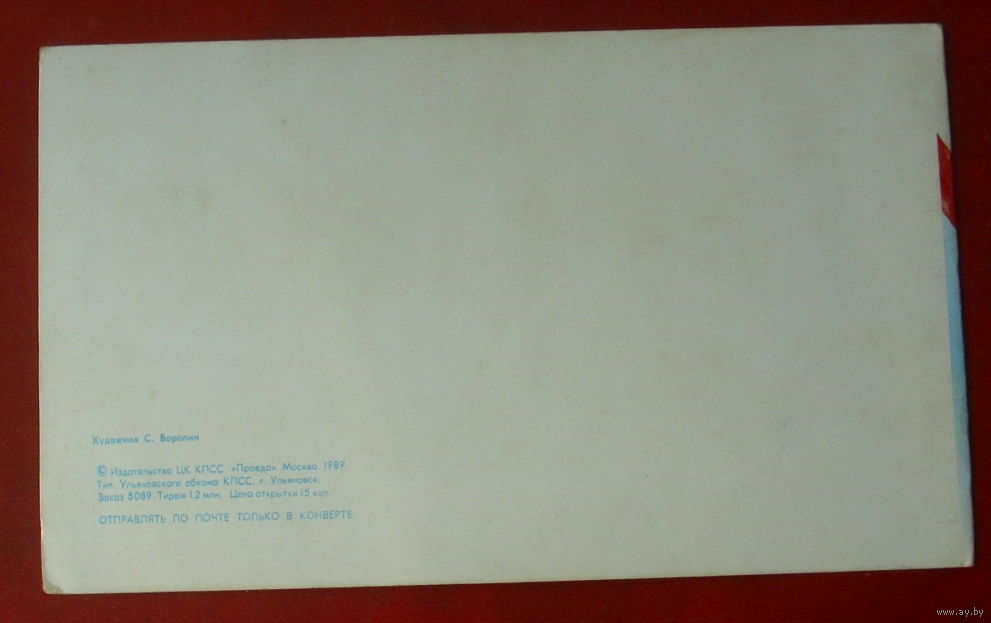 Художник С. Боролин
© Издательство ЦК КПСС «Правда». Москва. 1989.
Тип. Ульяновского обкома КПСС, г. Ульяновск.
Заказ 5089. Тираж 1,2 млн. Цена открытки 15 коп.
ОТПРАВЛЯТЬ ПО ПОЧТЕ ТОЛЬКО В КОНВЕРТЕ.
www.ay.by